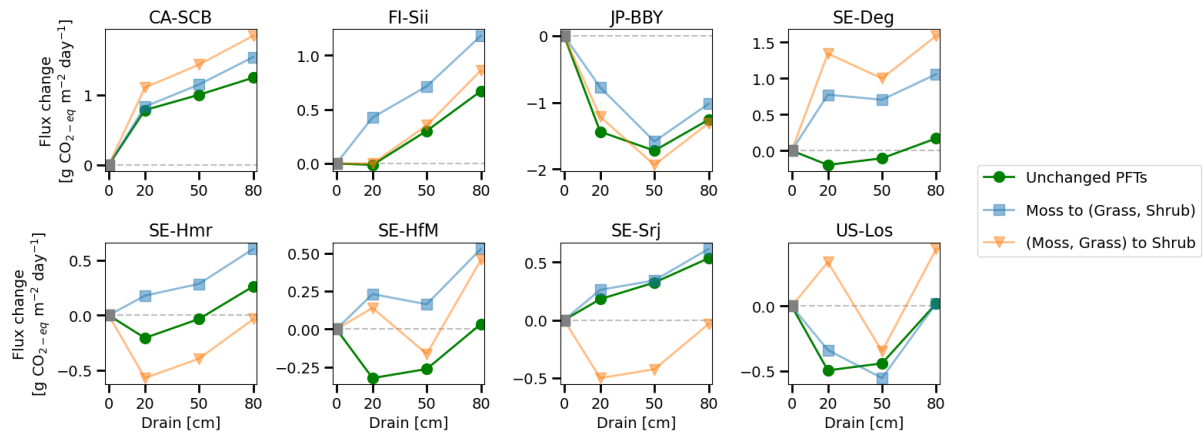 CA-SCB
FI-Sii
JP-BBY
SE-Deg
Flux change
[g CO2−eq m−2 day−1]
1
0
0 20 50 80
1.0
0.5
0.0
0 20 50 80
0
−1
−2
0 20 50 80
1.5
1.0
0.5
0.0
0 20 50 80
Unchanged PFTs
Moss to (Grass, Shrub)
(Moss, Grass) to Shrub
SE-Hmr
SE-HfM
SE-Srj
US-Los
Flux change
[g CO2−eq m−2 day−1]
0.5
0.0
−0.5
0 20 50 80
Drain [cm]
0.50
0.25
0.00
−0.25
0 20 50 80
Drain [cm]
0.5
0.0
−0.5
0 20 50 80
Drain [cm]
0.0
−0.5
0 20 50 80
Drain [cm]